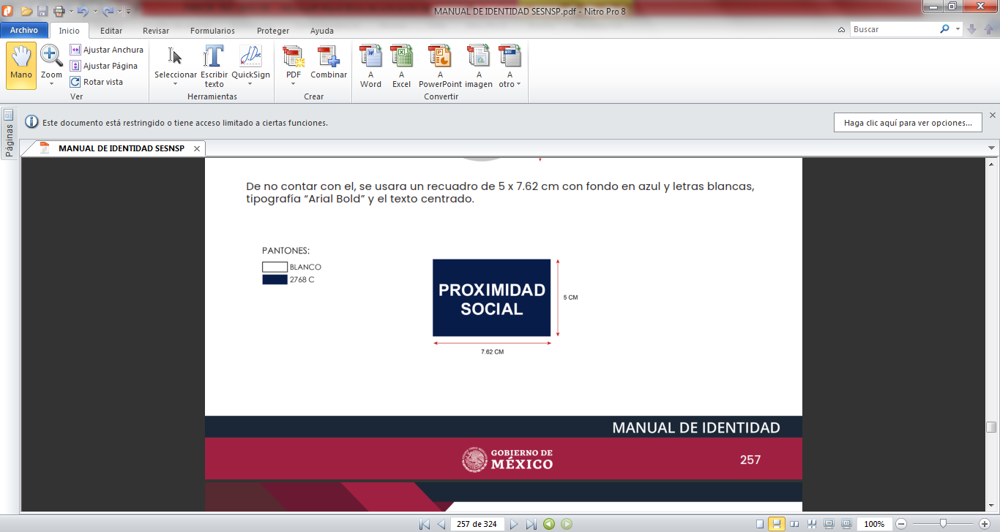 MANUAL DE IDENTIDAD SESNSP.pdf - Nitro Pro 8
Archivo Inicio Editar Revisar Formularios Proteger Ayuda
Buscar
Mano
Zoom
Ajustar Anchura
Ajustar Página
Rotar vista
Ver
Seleccionar
Escribir texto
QuickSign
Herramientas
PDF
Combinar
Crear
A Word
A Excel
A PowerPoint
A imagen
A otro
Convertir
Este documento está restringido o tiene acceso limitado a ciertas funciones.
Haga clic aquí para ver opciones...
Páginas
MANUAL DE IDENTIDAD SESNSP
De no contar con el, se usara un recuadro de 5 x 7.62 cm con fondo en azul y letras blancas,
tipografía “Arial Bold” y el texto centrado.
PANTONES:
BLANCO
2768 C
PROXIMIDAD
SOCIAL
5 CM
7.62 CM
MANUAL DE IDENTIDAD
GOBIERNO DE
MÉXICO
257
257 de 324
100%